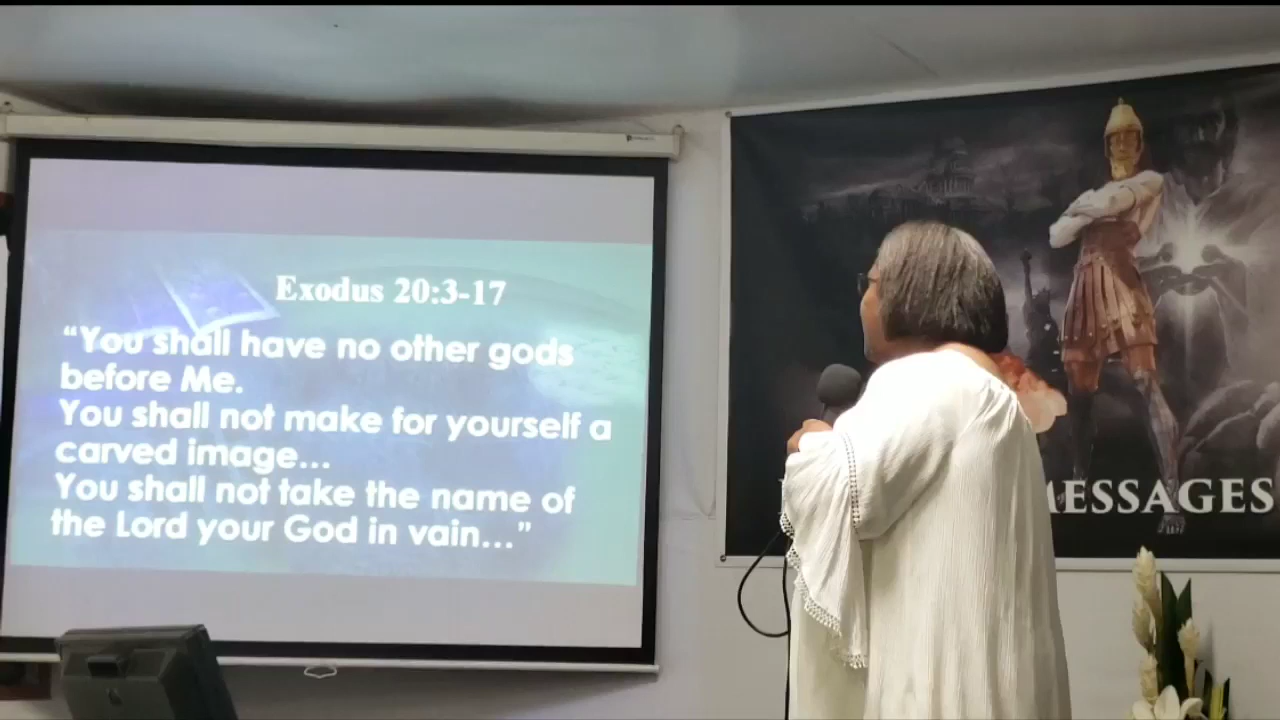 Exodus 20:3-17
“You shall have no other gods
before Me.
You shall not make for yourself a
carved image...
You shall not take the name of
the Lord your God in vain...”
MESSAGES